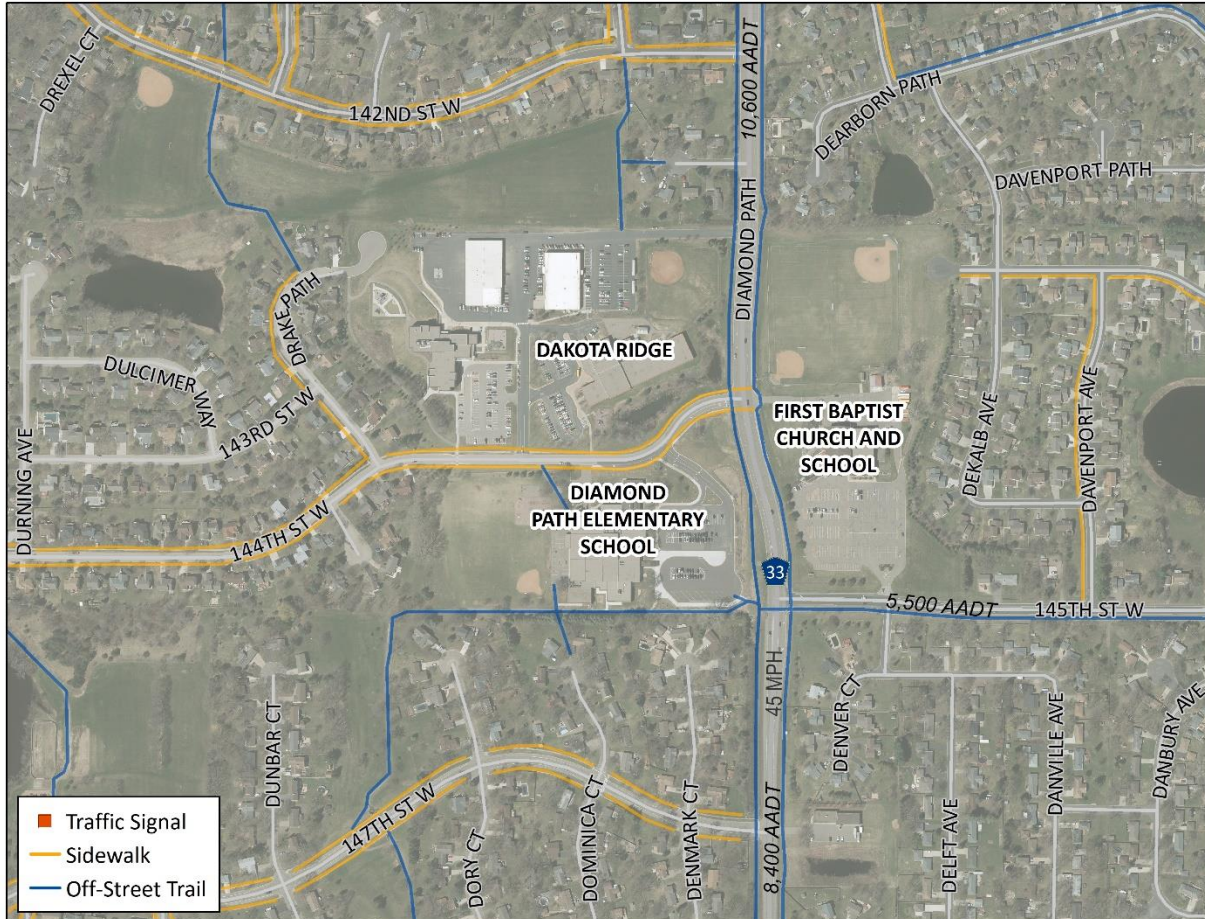 DREXEL CT
142ND ST W
10,600 AADT
DEARBORN PATH
DAVENPORT PATH
DIAMOND PATH
DRAKE PATH
DULCIMER WAY
143RD ST W
DURNING AVE
144TH ST W
DAKOTA RIDGE
FIRST BAPTIST
CHURCH AND
SCHOOL
DIAMOND
PATH ELEMENTARY
SCHOOL
DEKALB AVE
DAVENPORT AVE
33
5,500 AADT
145TH ST W
45 MPH
DENVER CT
DUNBAR CT
147TH ST W
DORY CT
DOMINICA CT
DENMARK CT
8,400 AADT
DELFT AVE
DANVILLE AVE
DANBURY AVE
Traffic Signal
Sidewalk
Off-Street Trail